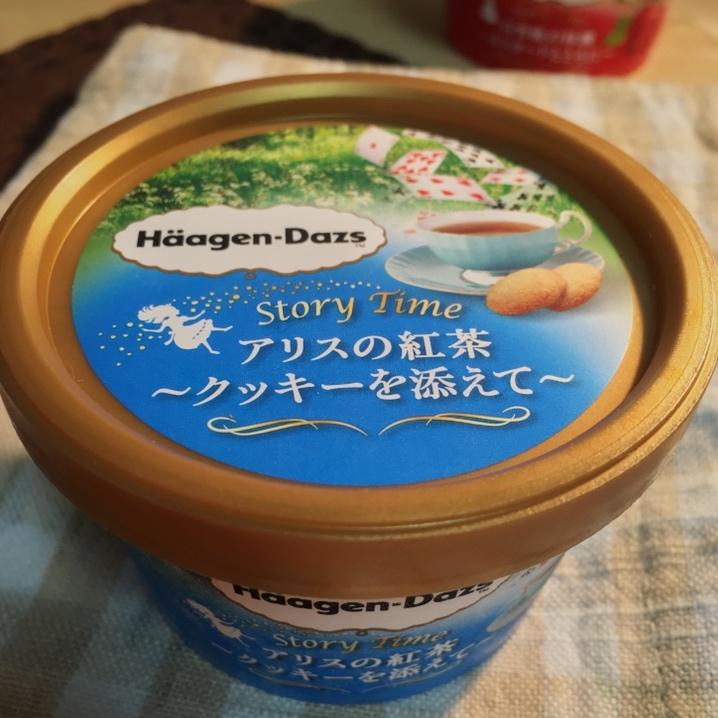 Häagen-Dazs
Story Time
アリスの紅茶
～クッキーを添えて～
Häagen-Dazs
Story Time
アリスの紅茶
～クッキーを添えて